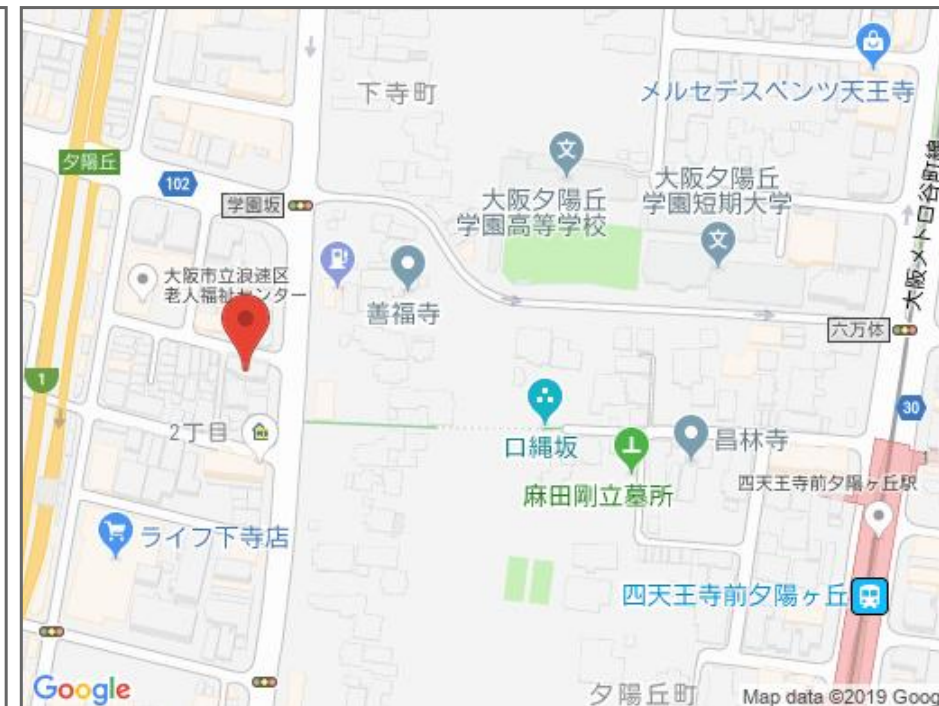 下寺町
メルセデスベンツ天王寺
夕陽丘
102
学園坂
大阪夕陽丘
学園高等学校
大阪夕陽丘
学園短期大学
大阪メトロ谷町線
大阪市立浪速区
老人福祉センター
善福寺
六万体
1
30
2丁目
口縄坂
昌林寺
麻田剛立墓所
四天王寺前夕陽ヶ丘駅
1
ライフ下寺店
四天王寺前夕陽ヶ丘
Google
夕陽丘町
Map data ©2019 Goog